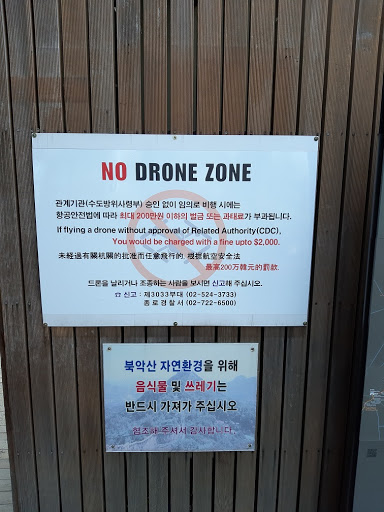 NO DRONE ZONE
관계기관(수도방위사령부) 승인 없이 임의로 비행 시에는
항공안전법에 따라 최대 200만원 이하의 벌금 또는 과태료가 부과됩니다.
If flying a drone without approval of Related Authority(CDC),
You would be charged with a fine upto $2,000.
未经過有關机關的批准而任意飛行的, 根据航空安全法
最高200万韓元的罰款.
드론을 날리거나 조종하는 사람을 보시면 신고해 주십시오.
☎ 신고 : 제3033부대 (02-524-3733)
종로경찰서 (02-722-6500)
북악산 자연환경을 위해
음식물 및 쓰레기는
반드시 가져가 주십시오
협조해 주셔서 감사합니다.